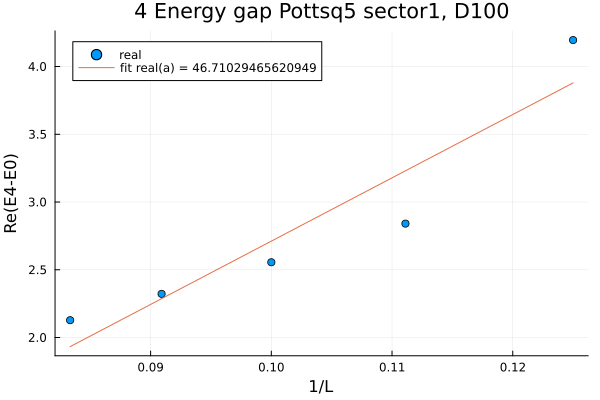 4 Energy gap Pottsq5 sector1, D100
real
fit real(a) = 46.71029465620949
Re(E4-E0)
4.0
3.5
3.0
2.5
2.0
0.09
0.10
0.11
0.12
1/L